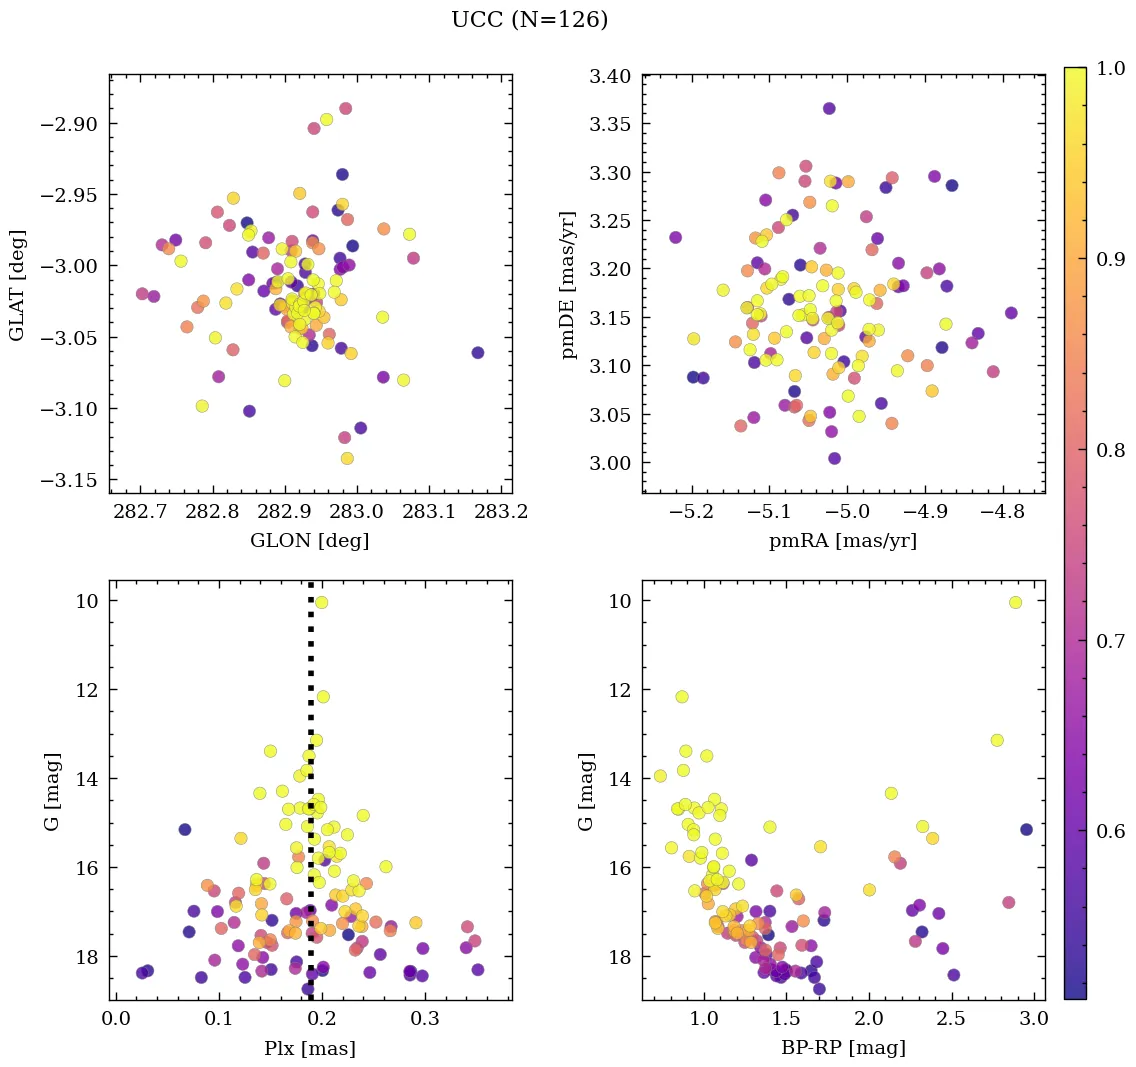 UCC (N=126)
−2.90
−2.95
−3.00
−3.05
−3.10
−3.15
GLAT [deg]
282.7 282.8 282.9 283.0 283.1 283.2
GLON [deg]
3.40
3.35
3.30
3.25
3.20
3.15
3.10
3.05
3.00
pmDE [mas/yr]
−5.2 −5.1 −5.0 −4.9 −4.8
pmRA [mas/yr]
10
12
14
16
18
G [mag]
0.0 0.1 0.2 0.3
Plx [mas]
10
12
14
16
18
G [mag]
1.0 1.5 2.0 2.5 3.0
BP-RP [mag]
1.0
0.9
0.8
0.7
0.6